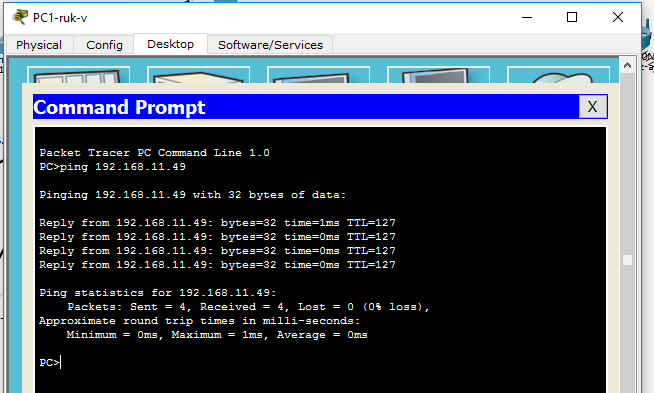 PC1-ruk-v
Physical Config Desktop Software/Services
Command Prompt X
Packet Tracer PC Command Line 1.0
PC>ping 192.168.11.49
Pinging 192.168.11.49 with 32 bytes of data:
Reply from 192.168.11.49: bytes=32 time=1ms TTL=127
Reply from 192.168.11.49: bytes=32 time=0ms TTL=127
Reply from 192.168.11.49: bytes=32 time=0ms TTL=127
Reply from 192.168.11.49: bytes=32 time=0ms TTL=127
Ping statistics for 192.168.11.49:
Packets: Sent = 4, Received = 4, Lost = 0 (0% loss),
Approximate round trip times in milli-seconds:
Minimum = 0ms, Maximum = 1ms, Average = 0ms
PC>